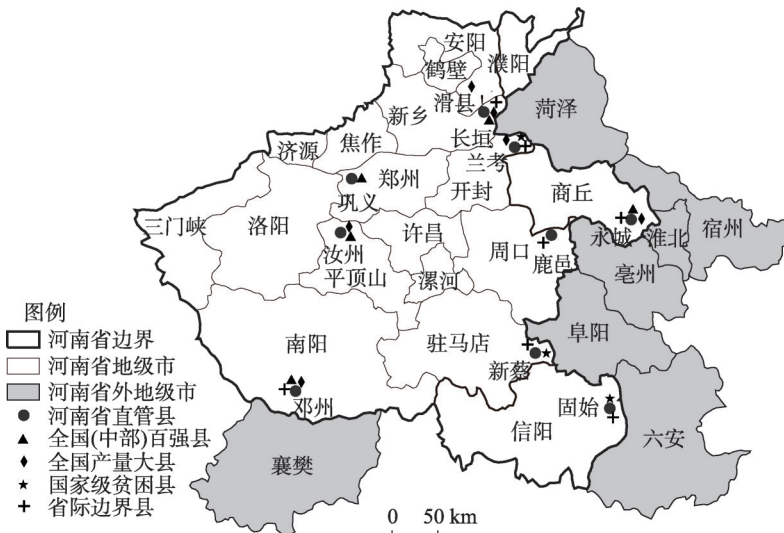 安阳
鹤壁
濮阳
滑县
菏泽
新乡
长垣
焦作
济源
兰考
郑州
开封
商丘
巩义
三门峡
洛阳
许昌
汝州
周口
鹿邑
永城
淮北
宿州
平顶山
漯河
亳州
阜阳
南阳
驻马店
新蔡
邓州
固始
信阳
六安
襄樊
图例
河南省边界
河南省地级市
河南省外地级市
河南省直管县
全国(中部)百强县
全国产量大县
国家级贫困县
省际边界县
0 50 km